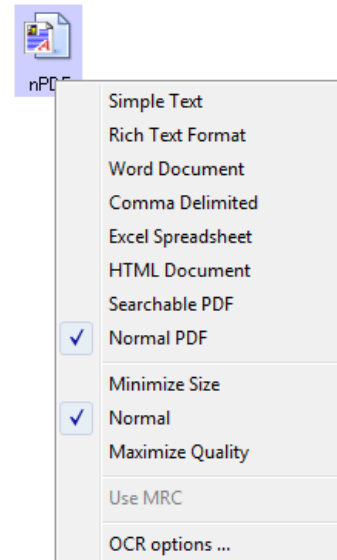 nPDF
Simple Text
Rich Text Format
Word Document
Comma Delimited
Excel Spreadsheet
HTML Document
Searchable PDF
Normal PDF
Minimize Size
Normal
Maximize Quality
Use MRC
OCR options ...